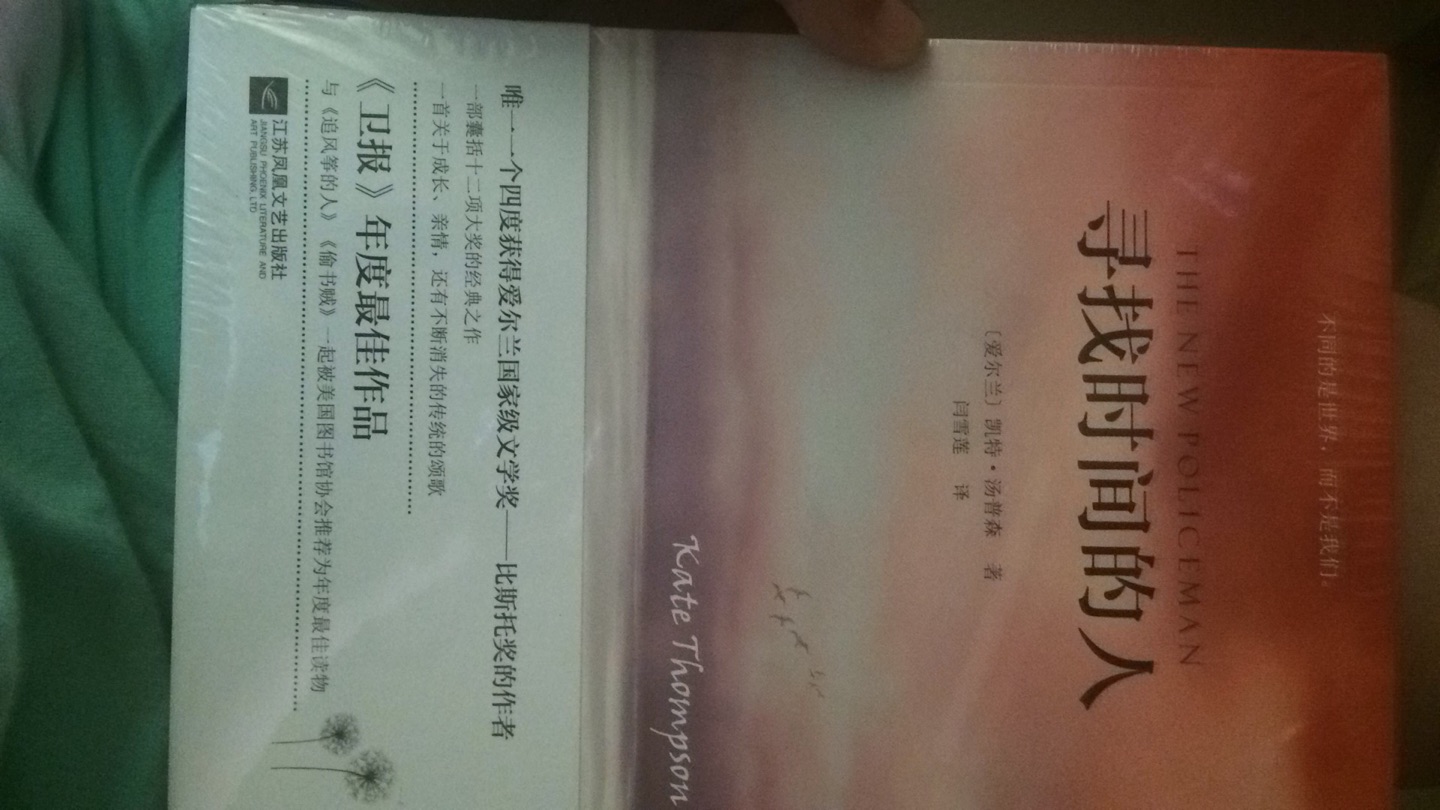 不同的是世界，而不是我们。
THE NEW POLICEMAN
寻找时间的人
〔爱尔兰〕凯特·汤普森 著
闫雪莲 译
Kate Thompson
唯一一个四度获得爱尔兰国家级文学奖——比斯托奖的作者
一部囊括十二项大奖的经典之作
一首关于成长、亲情，还有不断消失的传统的颂歌
《卫报》年度最佳作品
与《追风筝的人》《偷书贼》一起被美国图书馆协会推荐为年度最佳读物
江苏凤凰文艺出版社
JIANGSU PHOENIX LITERATURE AND
ART PUBLISHING, LTD